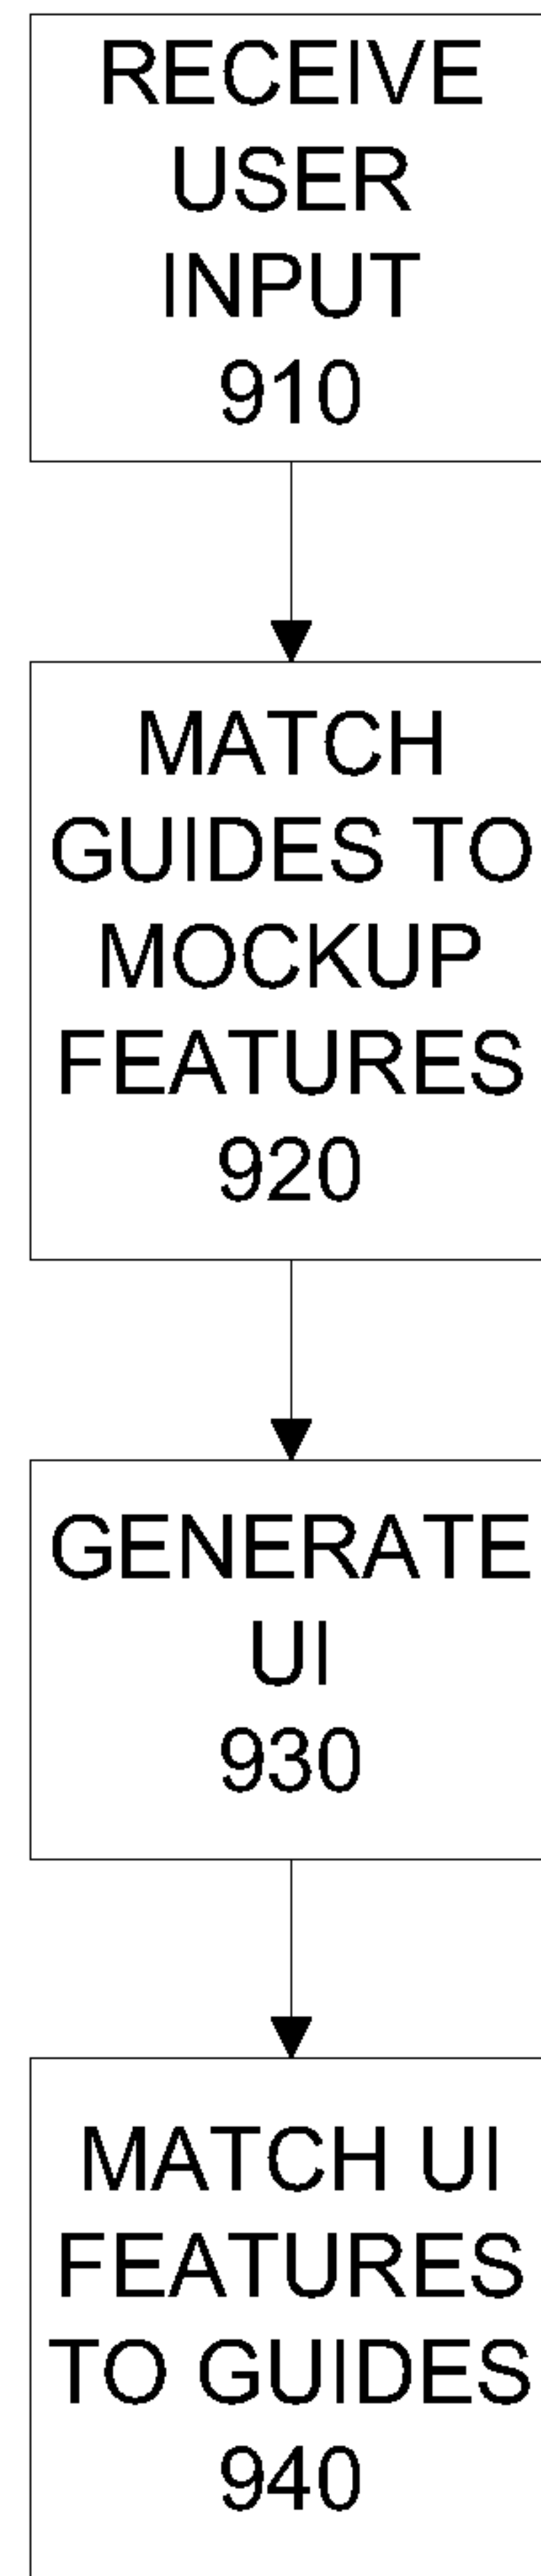 RECEIVE
USER
INPUT
910
MATCH
GUIDES TO
MOCKUP
FEATURES
920
GENERATE
UI
930
MATCH UI
FEATURES
TO GUIDES
940